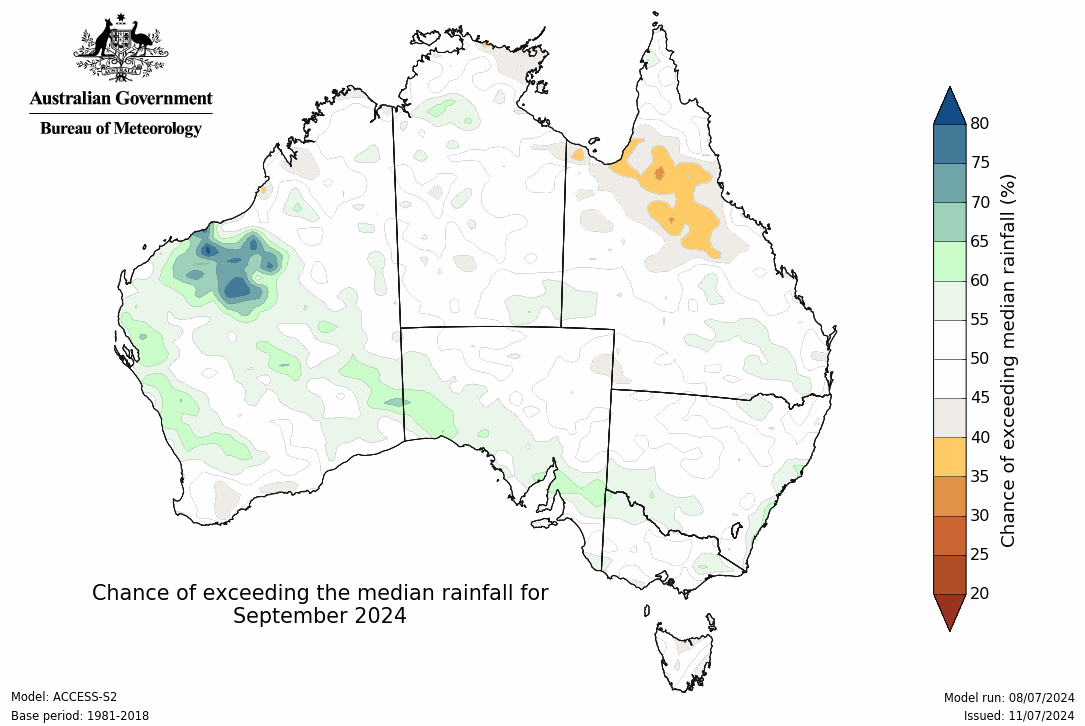 Australian Government
Bureau of Meteorology
80
75
70
65
60
55
50
45
40
35
30
25
20
Chance of exceeding median rainfall (%)
Chance of exceeding the median rainfall for
September 2024
Model: ACCESS-S2
Base period: 1981-2018
Model run: 08/07/2024
Issued: 11/07/2024